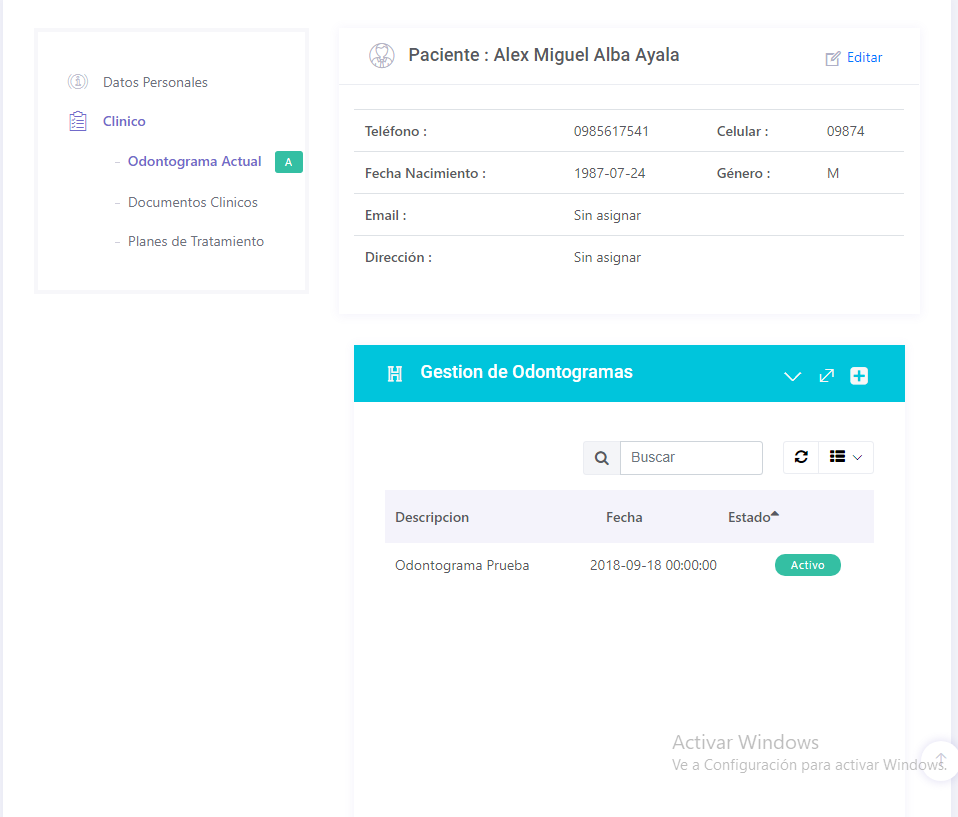 Datos Personales
Clinico
- Odontograma Actual A
- Documentos Clinicos
- Planes de Tratamiento
Paciente : Alex Miguel Alba Ayala
Editar
Teléfono : 0985617541 Celular : 09874
Fecha Nacimiento : 1987-07-24 Género : M
Email : Sin asignar
Dirección : Sin asignar
Gestion de Odontogramas
Buscar
Descripcion Fecha Estado
Odontograma Prueba 2018-09-18 00:00:00 Activo
Activar Windows
Ve a Configuración para activar Windows.